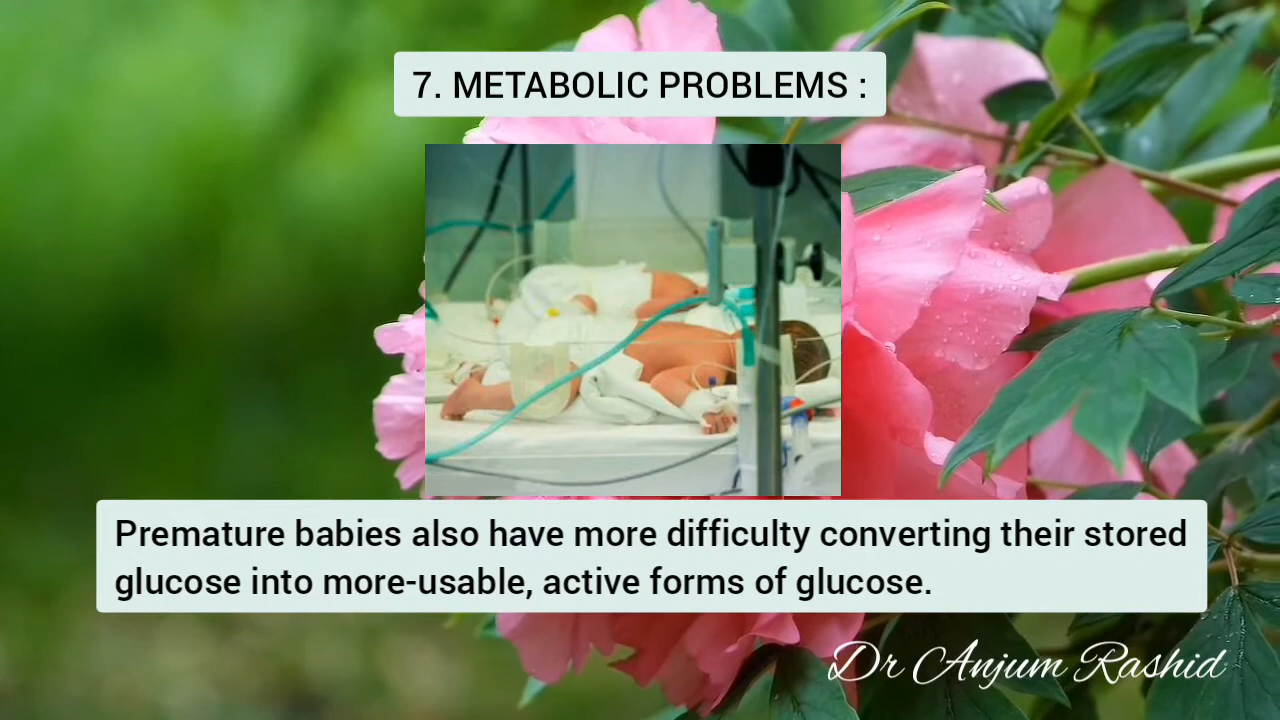 7. METABOLIC PROBLEMS :
Premature babies also have more difficulty converting their stored
glucose into more-usable, active forms of glucose.
Dr Anjum Rashid